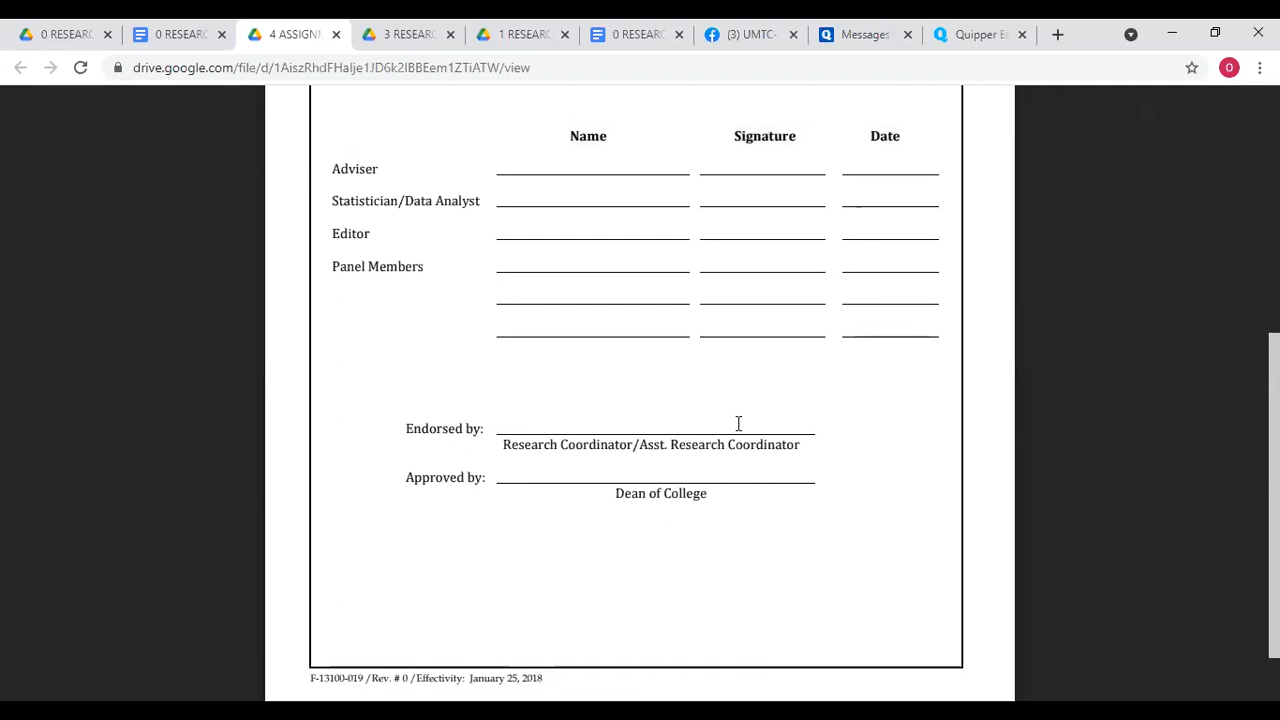 0 RESEARC
0 RESEARC
4 ASSIGNM
3 RESEARC
1 RESEARC
0 RESEARC
(3) UMTC-
Messages
Quipper E
drive.google.com/file/d/1AiszRhdFHaIje1JD6k2IBBEem1ZTiATW/view
O
Name Signature Date
Adviser
Statistician/Data Analyst
Editor
Panel Members
Endorsed by:
Research Coordinator/Asst. Research Coordinator
Approved by:
Dean of College
F-13100-019 / Rev. # 0 / Effectivity: January 25, 2018